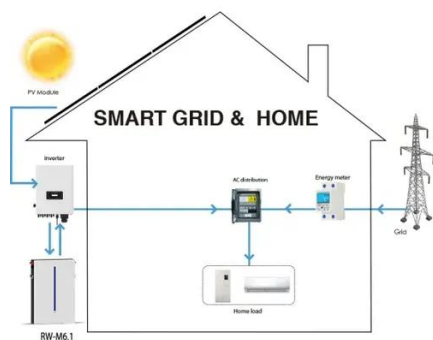 PV Module
SMART GRID & HOME
Inverter
AC distribution
Energy meter
Grid
Home load
RW-M6.1